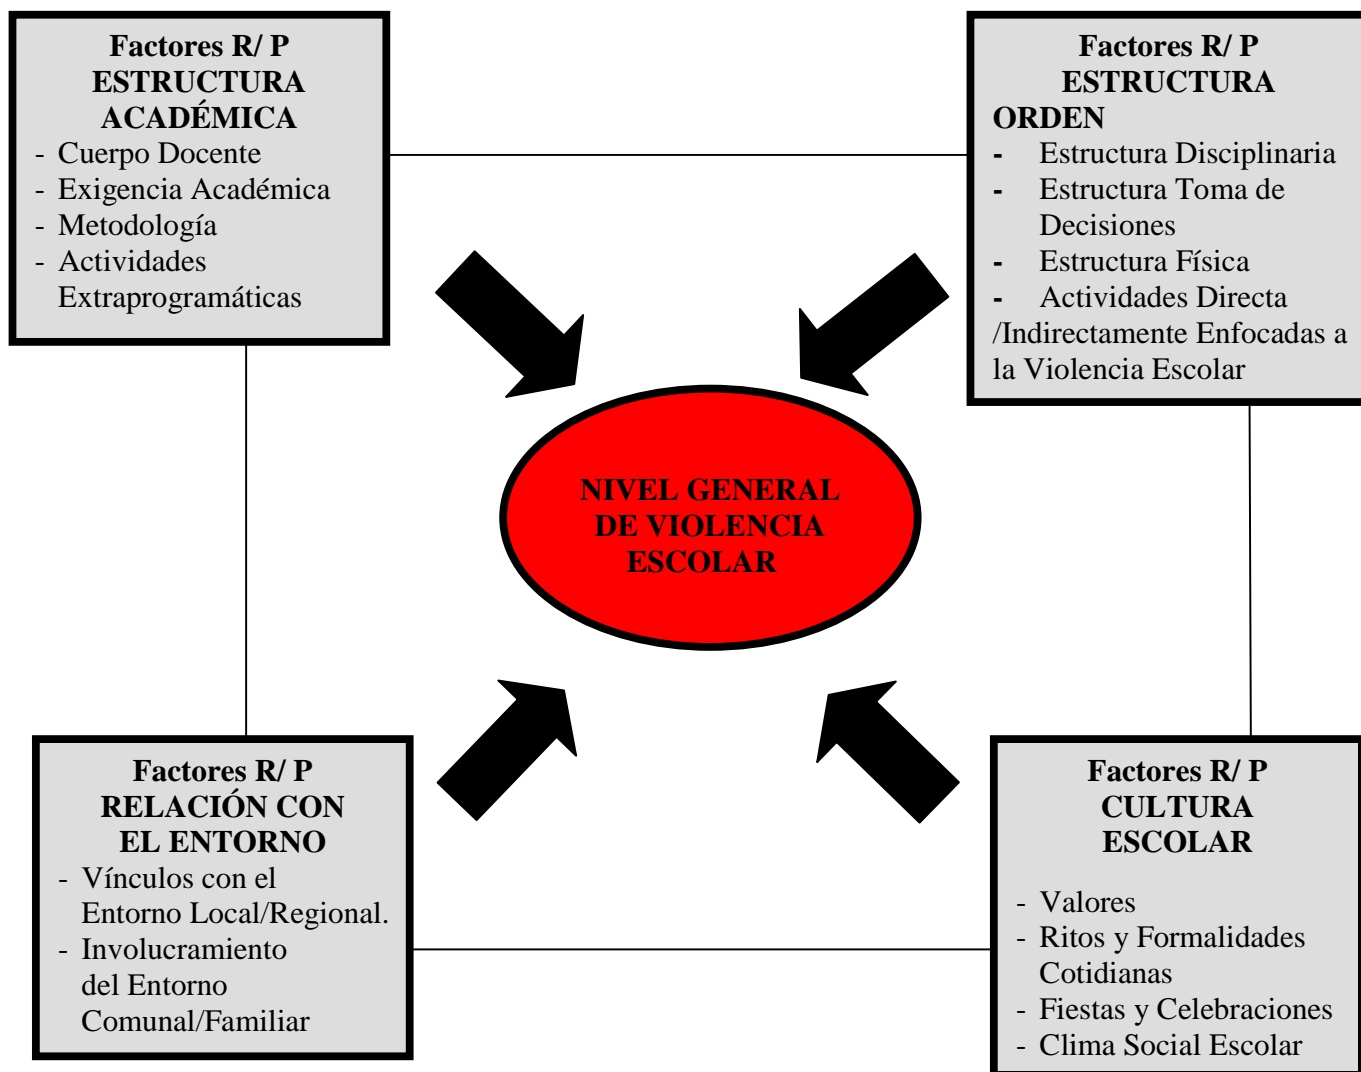 Factores R/ P
ESTRUCTURA
ACADÉMICA
- Cuerpo Docente
- Exigencia Académica
- Metodología
- Actividades
Extraprogramáticas
Factores R/ P
ESTRUCTURA
ORDEN
- Estructura Disciplinaria
- Estructura Toma de
Decisiones
- Estructura Física
- Actividades Directa
/Indirectamente Enfocadas a
la Violencia Escolar
NIVEL GENERAL
DE VIOLENCIA
ESCOLAR
Factores R/ P
RELACIÓN CON
EL ENTORNO
- Vínculos con el
Entorno Local/Regional.
- Involucramiento
del Entorno
Comunal/Familiar
Factores R/ P
CULTURA
ESCOLAR
- Valores
- Ritos y Formalidades
Cotidianas
- Fiestas y Celebraciones
- Clima Social Escolar